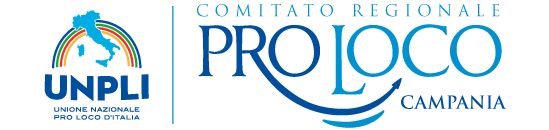 UNPLI
UNIONE NAZIONALE
PRO LOCO D'ITALIA
COMITATO REGIONALE
PRO LOCO
CAMPANIA